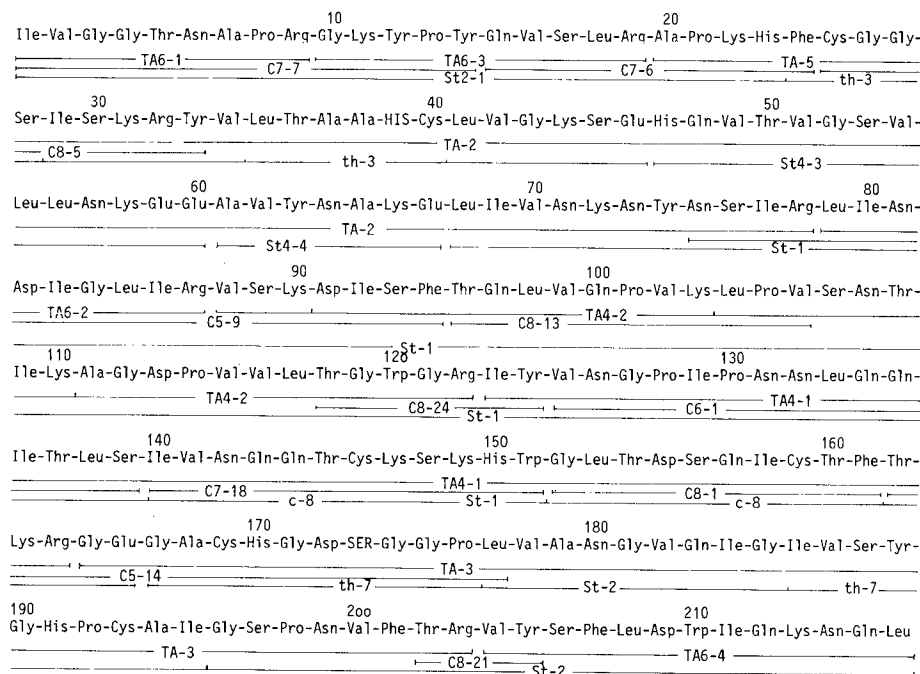 10 20
Ile-Val-Gly-Gly-Thr-Asn-Ala-Pro-Arg-Gly-Lys-Tyr-Pro-Tyr-Gln-Val-Ser-Leu-Arg-Ala-Pro-Lys-His-Phe-Cys-Gly-Gly-
TA6-1 TA6-3 TA-5
C7-7 C7-6 th-3
St2-1
30 40 50
Ser-Ile-Ser-Lys-Arg-Tyr-Val-Leu-Thr-Ala-Ala-HIS-Cys-Leu-Val-Gly-Lys-Ser-Glu-His-Gln-Val-Thr-Val-Gly-Ser-Val-
TA-2
C8-5
th-3 St4-3
60 70 80
Leu-Leu-Asn-Lys-Glu-Glu-Ala-Val-Tyr-Asn-Ala-Lys-Glu-Leu-Ile-Val-Asn-Lys-Asn-Tyr-Asn-Ser-Ile-Arg-Leu-Ile-Asn-
TA-2
St4-4 St-1
90 100
Asp-Ile-Gly-Leu-Ile-Arg-Val-Ser-Lys-Asp-Ile-Ser-Phe-Thr-Gln-Leu-Val-Gln-Pro-Val-Lys-Leu-Pro-Val-Ser-Asn-Thr-
TA6-2 TA4-2
C5-9 C8-13
St-1
110 120 130
Ile-Lys-Ala-Gly-Asp-Pro-Val-Val-Leu-Thr-Gly-Trp-Gly-Arg-Ile-Tyr-Val-Asn-Gly-Pro-Ile-Pro-Asn-Asn-Leu-Gln-Gln-
TA4-2 TA4-1
C8-24 C6-1
St-1
140 150 160
Ile-Thr-Leu-Ser-Ile-Val-Asn-Gln-Gln-Thr-Cys-Lys-Ser-Lys-His-Trp-Gly-Leu-Thr-Asp-Ser-Gln-Ile-Cys-Thr-Phe-Thr-
TA4-1
C7-18 C8-1
c-8 St-1 c-8
170 180
Lys-Arg-Gly-Glu-Gly-Ala-Cys-His-Gly-Asp-SER-Gly-Gly-Pro-Leu-Val-Ala-Asn-Gly-Val-Gln-Ile-Gly-Ile-Val-Ser-Tyr-
TA-3
C5-14
th-7 St-2 th-7
190 2oo 210
Gly-His-Pro-Cys-Ala-Ile-Gly-Ser-Pro-Asn-Val-Phe-Thr-Arg-Val-Tyr-Ser-Phe-Leu-Asp-Trp-Ile-Gln-Lys-Asn-Gln-Leu
TA-3 TA6-4
C8-21
St-2